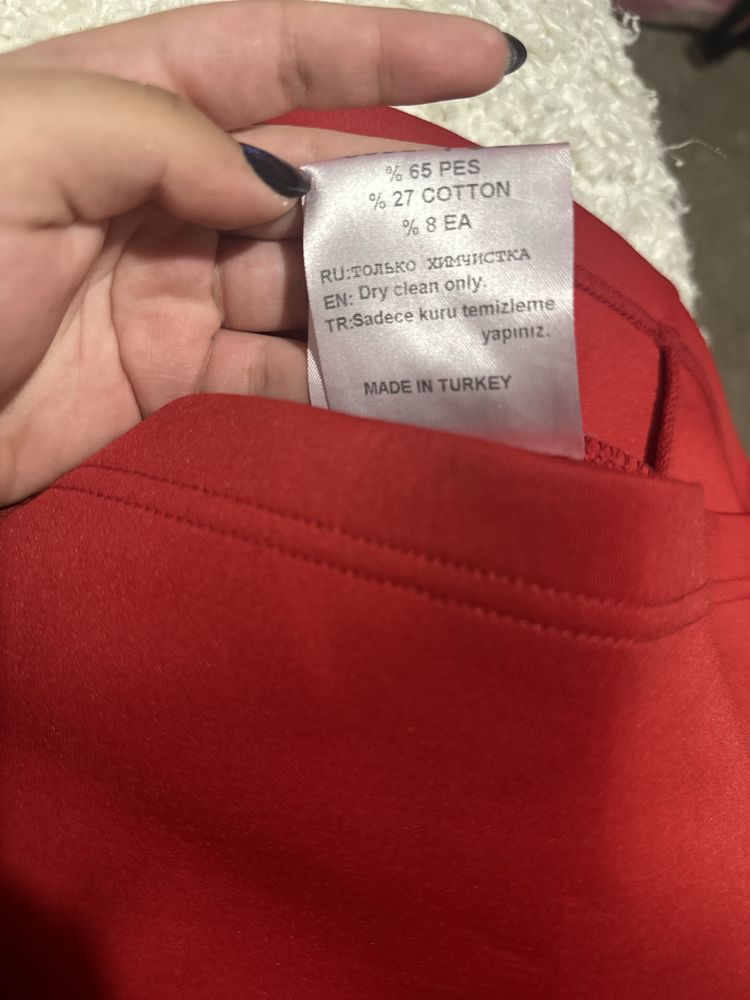 % 65 PES
% 27 COTTON
% 8 EA
RU:ТОЛЬКО ХИМЧИСТКА
EN: Dry clean only.
TR:Sadece kuru temizleme
yapınız.
MADE IN TURKEY